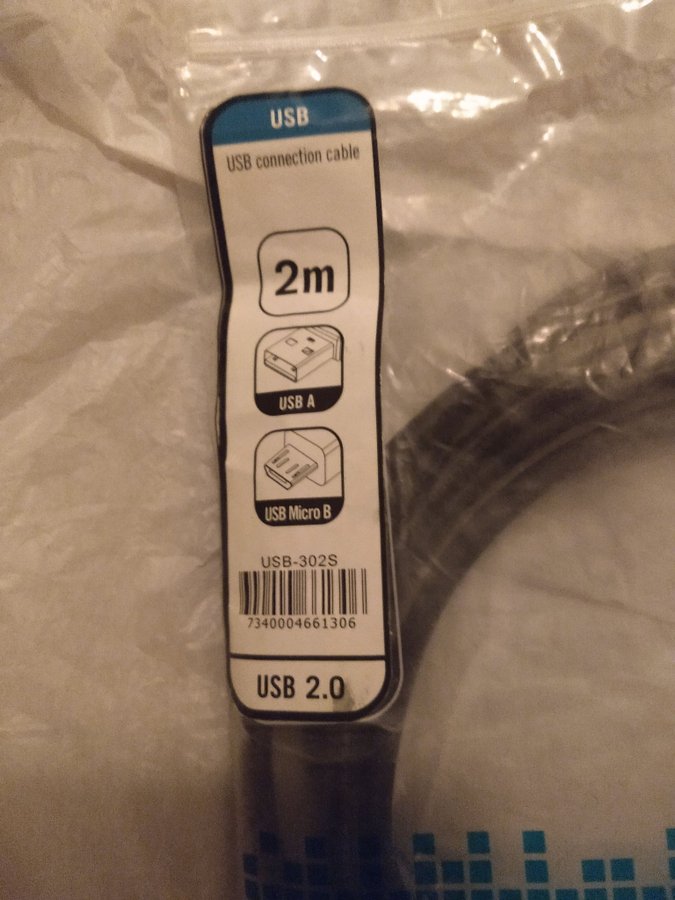 USB
USB connection cable
2m
USB A
USB Micro B
USB-302S
7340004661306
USB 2.0